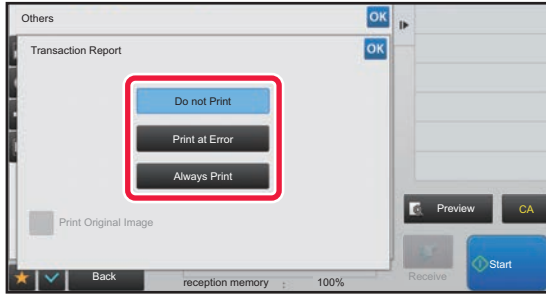 Others
OK
Transaction Report
OK
Do not Print
Print at Error
Always Print
Print Original Image
Preview
CA
Start
Receive
Back
reception memory : 100%